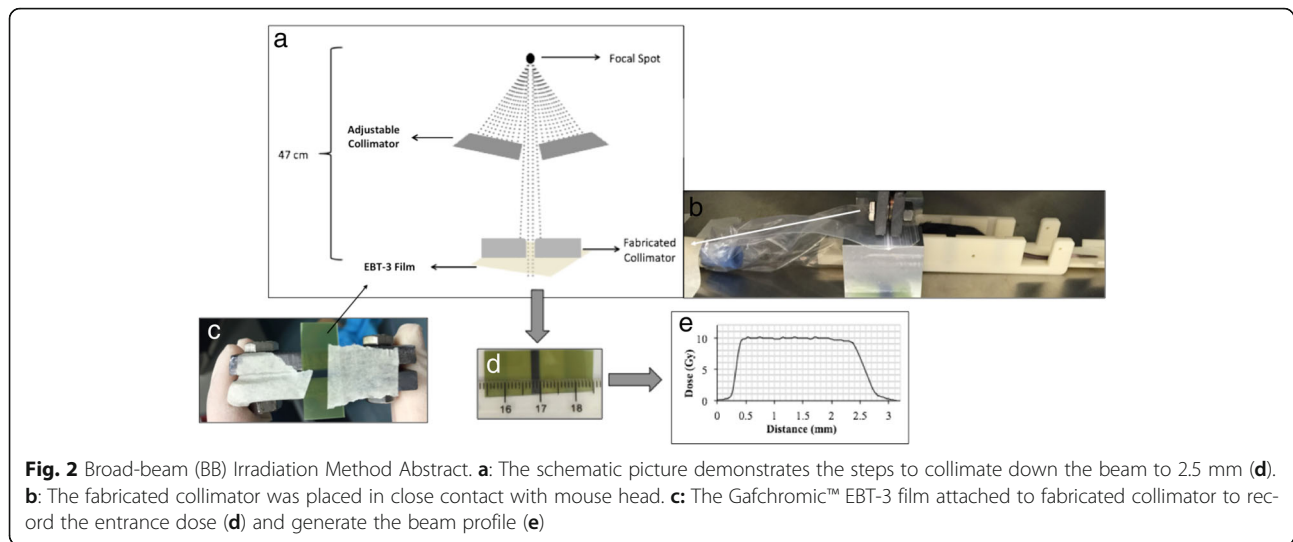 a
Focal Spot
Adjustable
Collimator
47 cm
b
Fabricated
Collimator
EBT-3 Film
c
d
16 17 18
e
10
5
0
Dose (Gy)
0 0.5 1 1.5 2 2.5 3
Distance (mm)
Fig. 2 Broad-beam (BB) Irradiation Method Abstract. a: The schematic picture demonstrates the steps to collimate down the beam to 2.5 mm (d).
b: The fabricated collimator was placed in close contact with mouse head. c: The Gafchromic™ EBT-3 film attached to fabricated collimator to rec-
ord the entrance dose (d) and generate the beam profile (e)